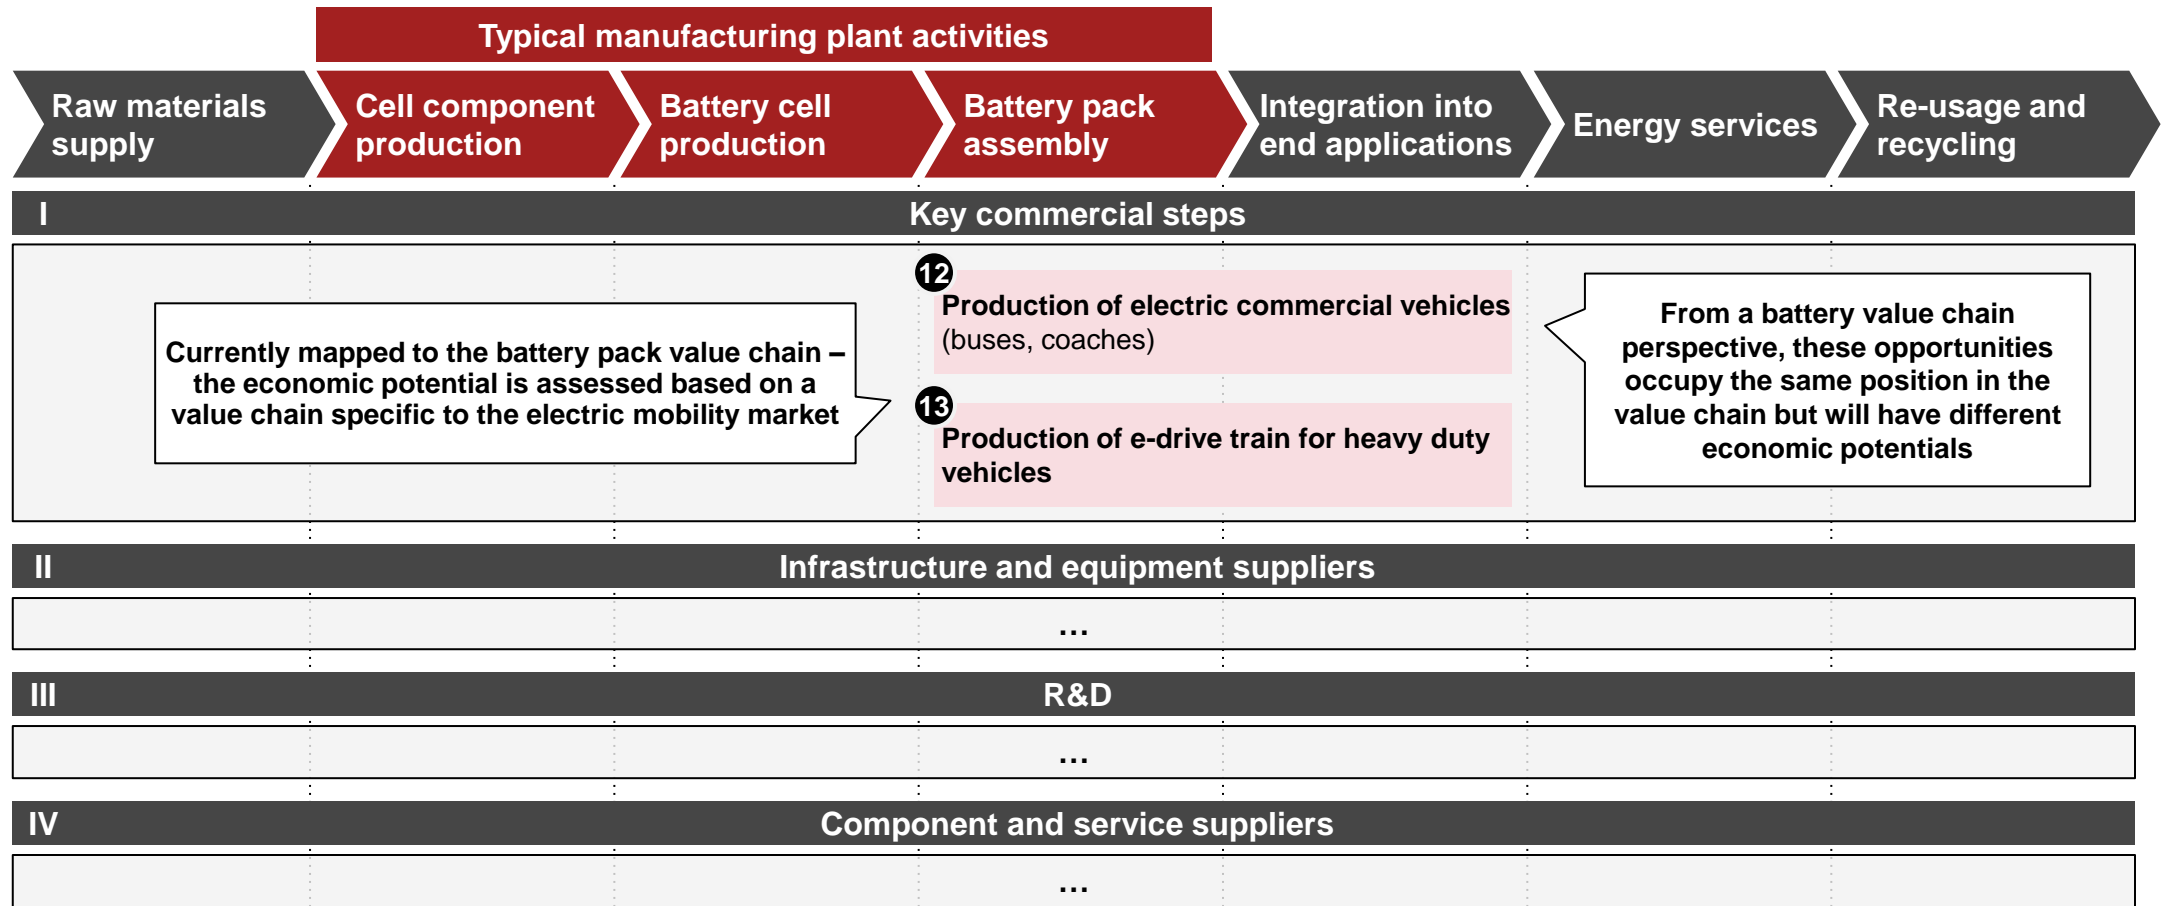 Typical manufacturing plant activities
Raw materials
supply
Cell component
production
Battery cell
production
Battery pack
assembly
Integration into
end applications
Energy services
Re-usage and
recycling
I
Key commercial steps
Currently mapped to the battery pack value chain –
the economic potential is assessed based on a
value chain specific to the electric mobility market
12
Production of electric commercial vehicles
(buses, coaches)
13
Production of e-drive train for heavy duty
vehicles
From a battery value chain
perspective, these opportunities
occupy the same position in the
value chain but will have different
economic potentials
II
Infrastructure and equipment suppliers
…
III
R&D
…
IV
Component and service suppliers
…